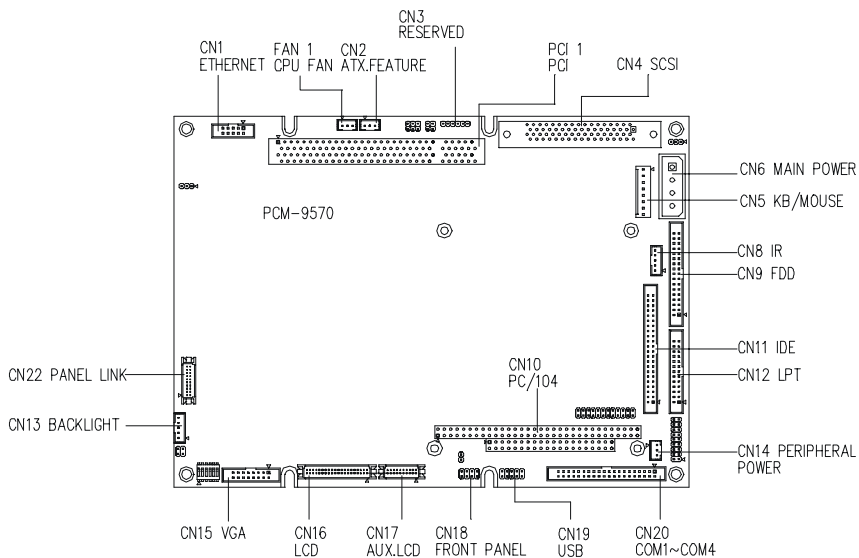 CN3
RESERVED
CN1
ETHERNET
FAN 1
CPU FAN
CN2
ATX.FEATURE
PCI 1
PCI
CN4 SCSI
CN6 MAIN POWER
CN5 KB/MOUSE
PCM-9570
CN8 IR
CN9 FDD
CN11 IDE
CN10
PC/104
CN22 PANEL LINK
CN12 LPT
CN13 BACKLIGHT
CN14 PERIPHERAL
POWER
CN15 VGA
CN16
LCD
CN17
AUX.LCD
CN18
FRONT PANEL
CN19
USB
CN20
COM1~COM4